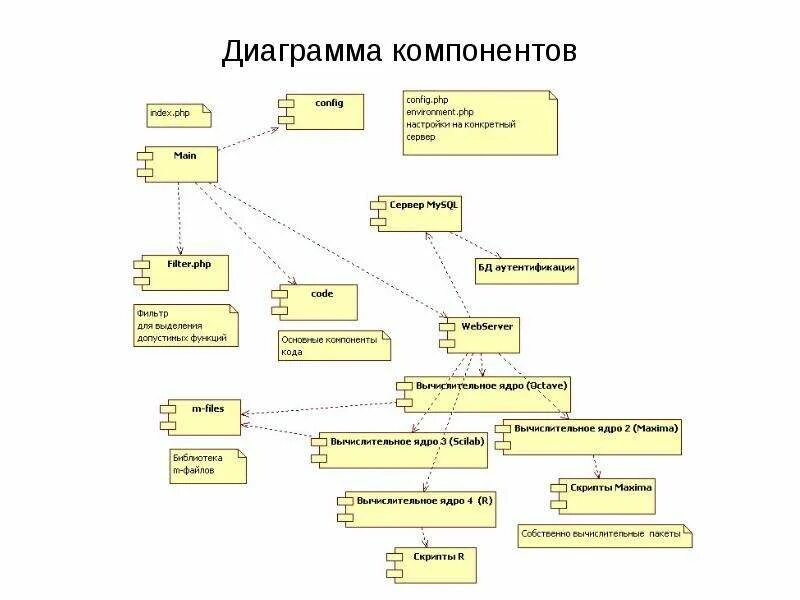 Диаграмма компонентов
config
config.php
environment.php
настройки на конкретный
сервер
index.php
Main
Сервер MySQL
Filter.php
БД аутентификации
code
Фильтр
для выделения
допустимых функций
WebServer
Основные компоненты
кода
Вычислительное ядро (Octave)
m-files
Вычислительное ядро 2 (Maxima)
Вычислительное ядро 3 (Scilab)
Библиотека
m-файлов
Скрипты Maxima
Вычислительное ядро 4 (R)
Собственно вычислительные пакеты
Скрипты R